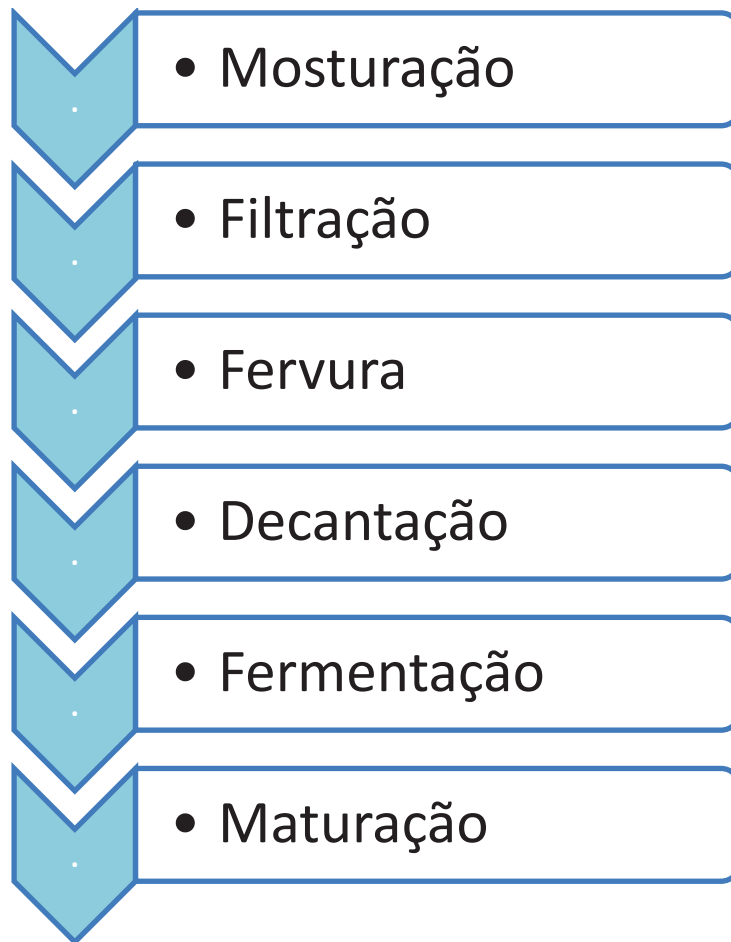 • Mosturação
• Filtração
• Fervura
• Decantação
• Fermentação
• Maturação